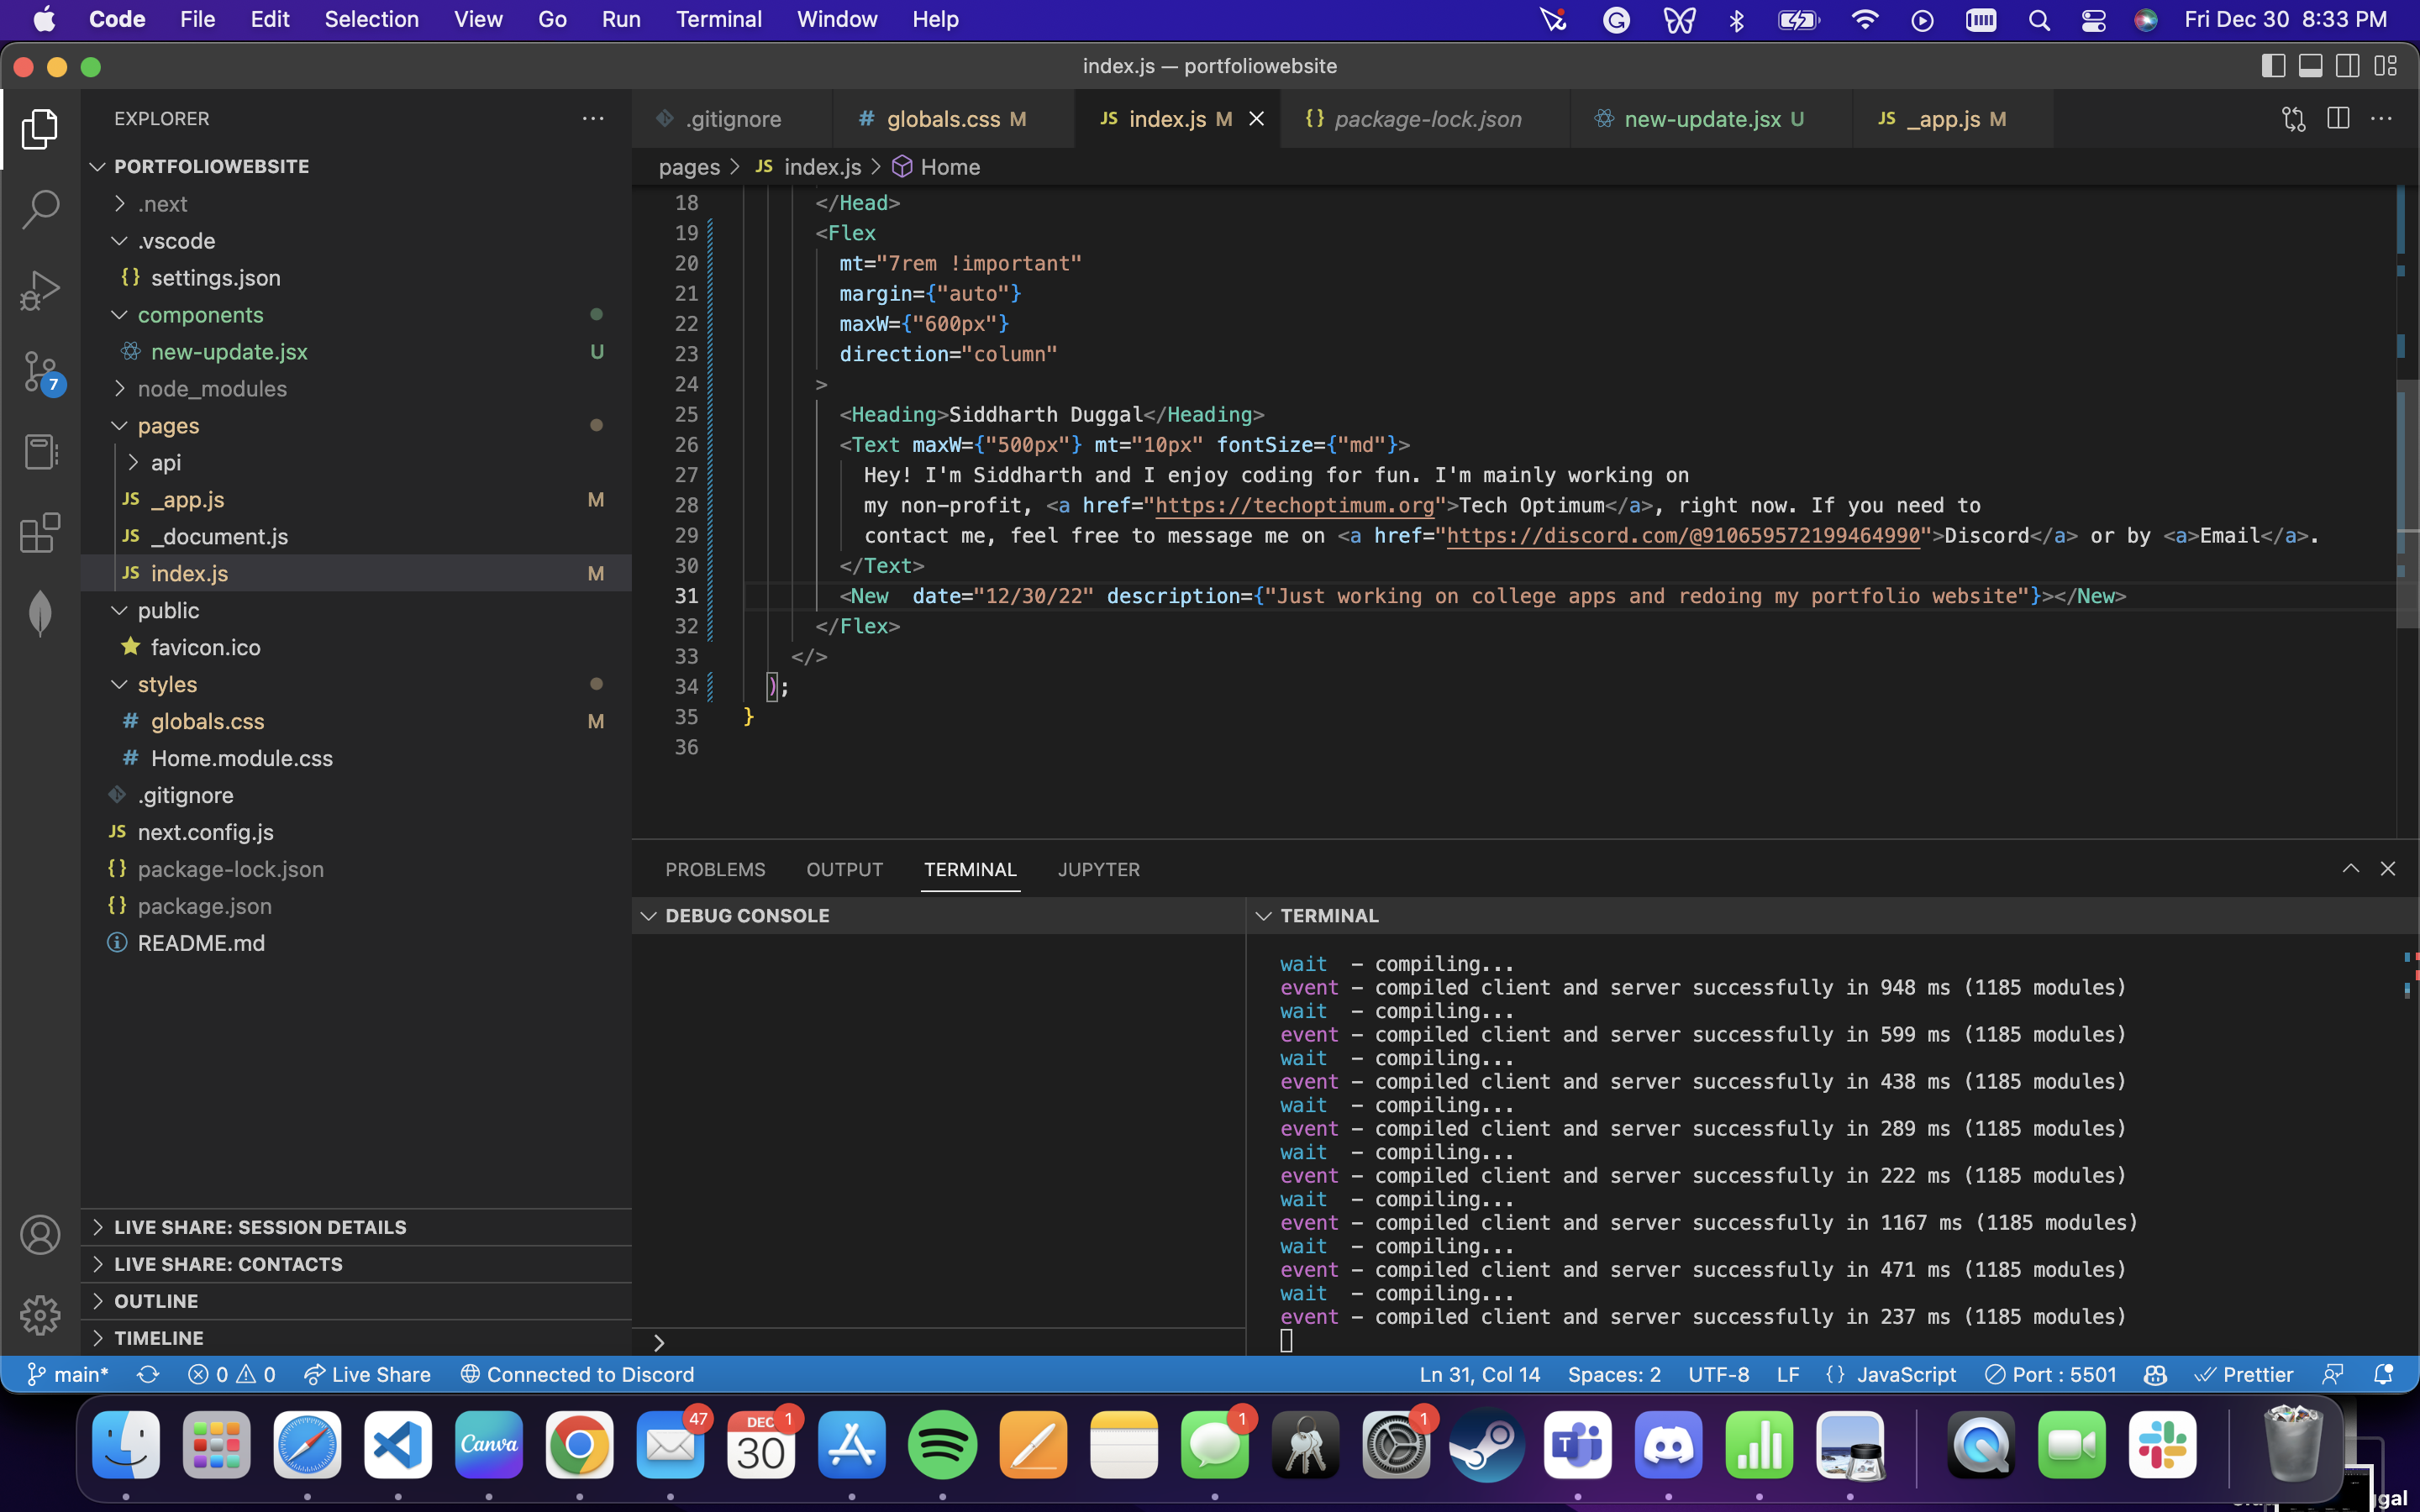 Code File Edit Selection View Go Run Terminal Window Help Fri Dec 30 8:33 PM
index.js — portfoliowebsite
EXPLORER
PORTFOLIOWEBSITE
.next
.vscode
{} settings.json
components
new-update.jsx U
7
node_modules
pages
api
JS _app.js M
JS _document.js
JS index.js M
public
favicon.ico
styles
# globals.css M
# Home.module.css
.gitignore
JS next.config.js
{} package-lock.json
{} package.json
README.md
LIVE SHARE: SESSION DETAILS
LIVE SHARE: CONTACTS
OUTLINE
TIMELINE
.gitignore # globals.css M JS index.js M {} package-lock.json new-update.jsx U JS _app.js M
pages > JS index.js > Home
18 </Head>
19 <Flex
20 mt="7rem !important"
21 margin={"auto"}
22 maxW={"600px"}
23 direction="column"
24 >
25 <Heading>Siddharth Duggal</Heading>
26 <Text maxW={"500px"} mt="10px" fontSize={"md"}>
27 Hey! I'm Siddharth and I enjoy coding for fun. I'm mainly working on
28 my non-profit, <a href="https://techoptimum.org">Tech Optimum</a>, right now. If you need to
29 contact me, feel free to message me on <a href="https://discord.com/@910659572199464990">Discord</a> or by <a>Email</a>.
30 </Text>
31 <New  date="12/30/22" description={"Just working on college apps and redoing my portfolio website"}></New>
32 </Flex>
33 </>
34 );
35 }
36
PROBLEMS OUTPUT TERMINAL JUPYTER
DEBUG CONSOLE
>
TERMINAL
wait  – compiling...
event – compiled client and server successfully in 948 ms (1185 modules)
wait  – compiling...
event – compiled client and server successfully in 599 ms (1185 modules)
wait  – compiling...
event – compiled client and server successfully in 438 ms (1185 modules)
wait  – compiling...
event – compiled client and server successfully in 289 ms (1185 modules)
wait  – compiling...
event – compiled client and server successfully in 222 ms (1185 modules)
wait  – compiling...
event – compiled client and server successfully in 1167 ms (1185 modules)
wait  – compiling...
event – compiled client and server successfully in 471 ms (1185 modules)
wait  – compiling...
event – compiled client and server successfully in 237 ms (1185 modules)
main* 0 0 Live Share Connected to Discord Ln 31, Col 14 Spaces: 2 UTF-8 LF {} JavaScript Port : 5501 Prettier
Canva 47 DEC 30 1 1 1 T